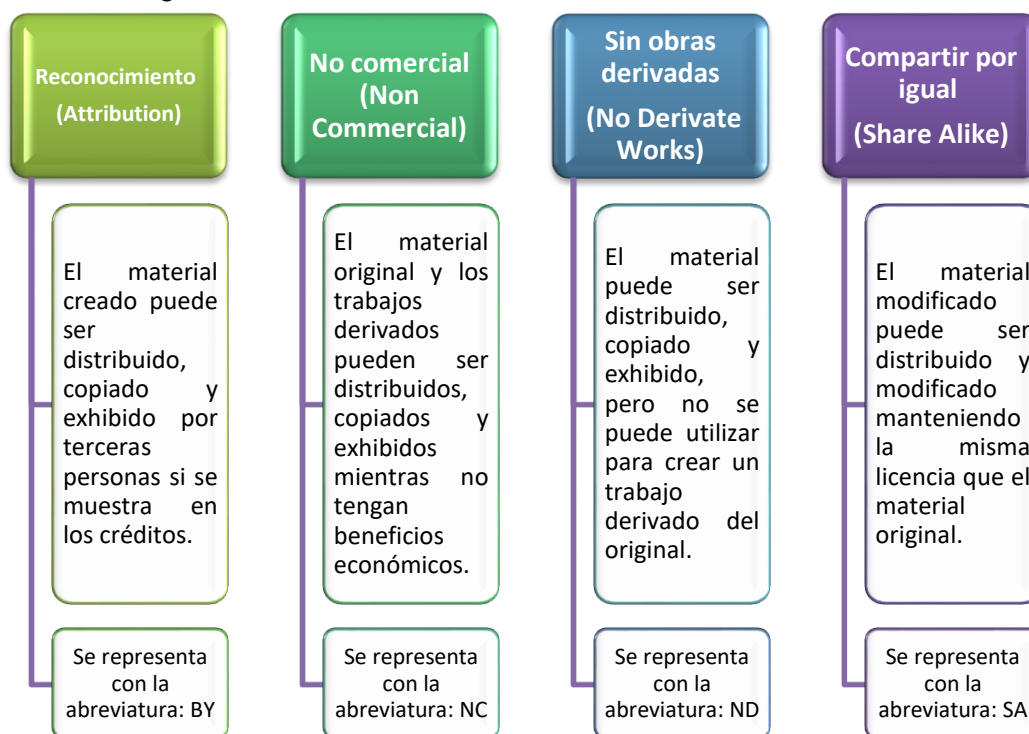 Reconocimiento
(Attribution)
El material
creado puede
ser
distribuido,
copiado y
exhibido por
terceras
personas si se
muestra en
los créditos.
Se representa
con la
abreviatura: BY
No comercial
(Non
Commercial)
El material
original y los
trabajos
derivados
pueden ser
distribuidos,
copiados y
exhibidos
mientras no
tengan
beneficios
económicos.
Se representa
con la
abreviatura: NC
Sin obras
derivadas
(No Derivate
Works)
El material
puede ser
distribuido,
copiado y
exhibido,
pero no se
puede utilizar
para crear un
trabajo
derivado del
original.
Se representa
con la
abreviatura: ND
Compartir por
igual
(Share Alike)
El material
modificado
puede ser
distribuido y
modificado
manteniendo
la misma
licencia que el
material
original.
Se representa
con la
abreviatura: SA